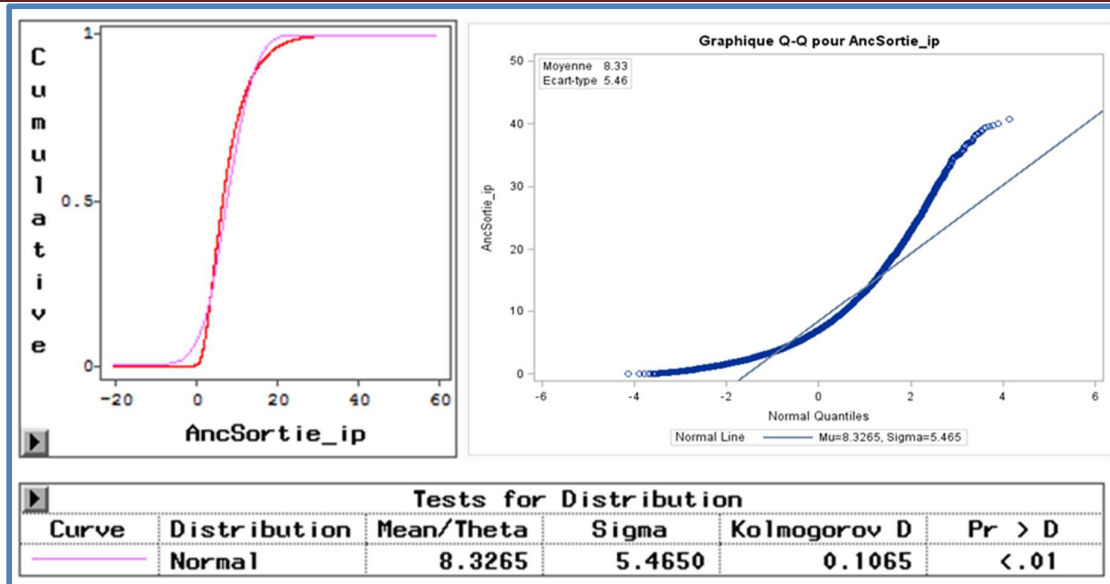 Cumulative
1
0.5
0
-20 0 20 40 60
AncSortie_ip
Graphique Q-Q pour AncSortie_ip
Moyenne 8.33
Ecart-type 5.46
AncSortie_ip
50
40
30
20
10
0
-6 -4 -2 0 2 4 6
Normal Quantiles
Normal Line Mu=8.3265, Sigma=5.465
Tests for Distribution
Curve Distribution Mean/Theta Sigma Kolmogorov D Pr > D
Normal 8.3265 5.4650 0.1065 <.01